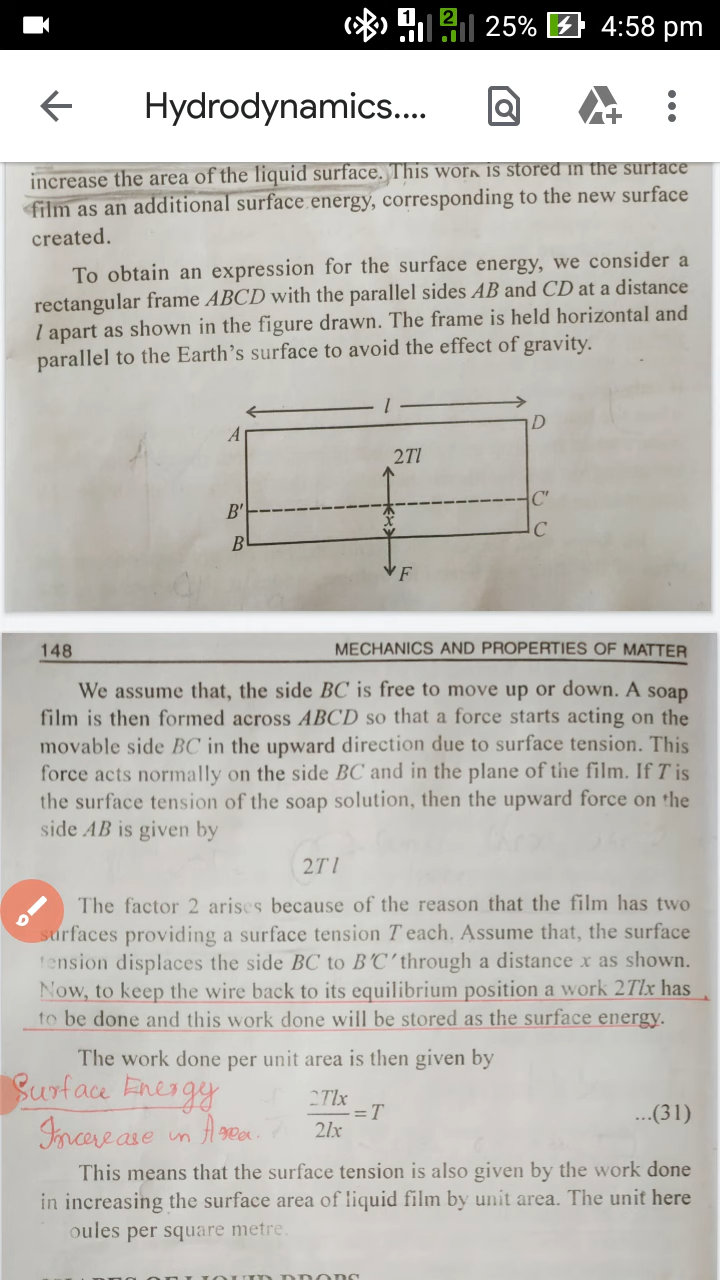 1 2 25% 4:58 pm
Hydrodynamics....
increase the area of the liquid surface. This work is stored in the surface
film as an additional surface energy, corresponding to the new surface
created.
To obtain an expression for the surface energy, we consider a
rectangular frame ABCD with the parallel sides AB and CD at a distance
l apart as shown in the figure drawn. The frame is held horizontal and
parallel to the Earth's surface to avoid the effect of gravity.
l
A D
2Tl
B' C'
x
B C
F
148 MECHANICS AND PROPERTIES OF MATTER
We assume that, the side BC is free to move up or down. A soap
film is then formed across ABCD so that a force starts acting on the
movable side BC in the upward direction due to surface tension. This
force acts normally on the side BC and in the plane of the film. If T is
the surface tension of the soap solution, then the upward force on the
side AB is given by
2T l
The factor 2 arises because of the reason that the film has two
surfaces providing a surface tension T each. Assume that, the surface
tension displaces the side BC to B'C' through a distance x as shown.
Now, to keep the wire back to its equilibrium position a work 2Tlx has
to be done and this work done will be stored as the surface energy.
The work done per unit area is then given by
Surface Energy
Increase in Area.
2Tlx
2lx
=T ...(31)
This means that the surface tension is also given by the work done
in increasing the surface area of liquid film by unit area. The unit here
oules per square metre.